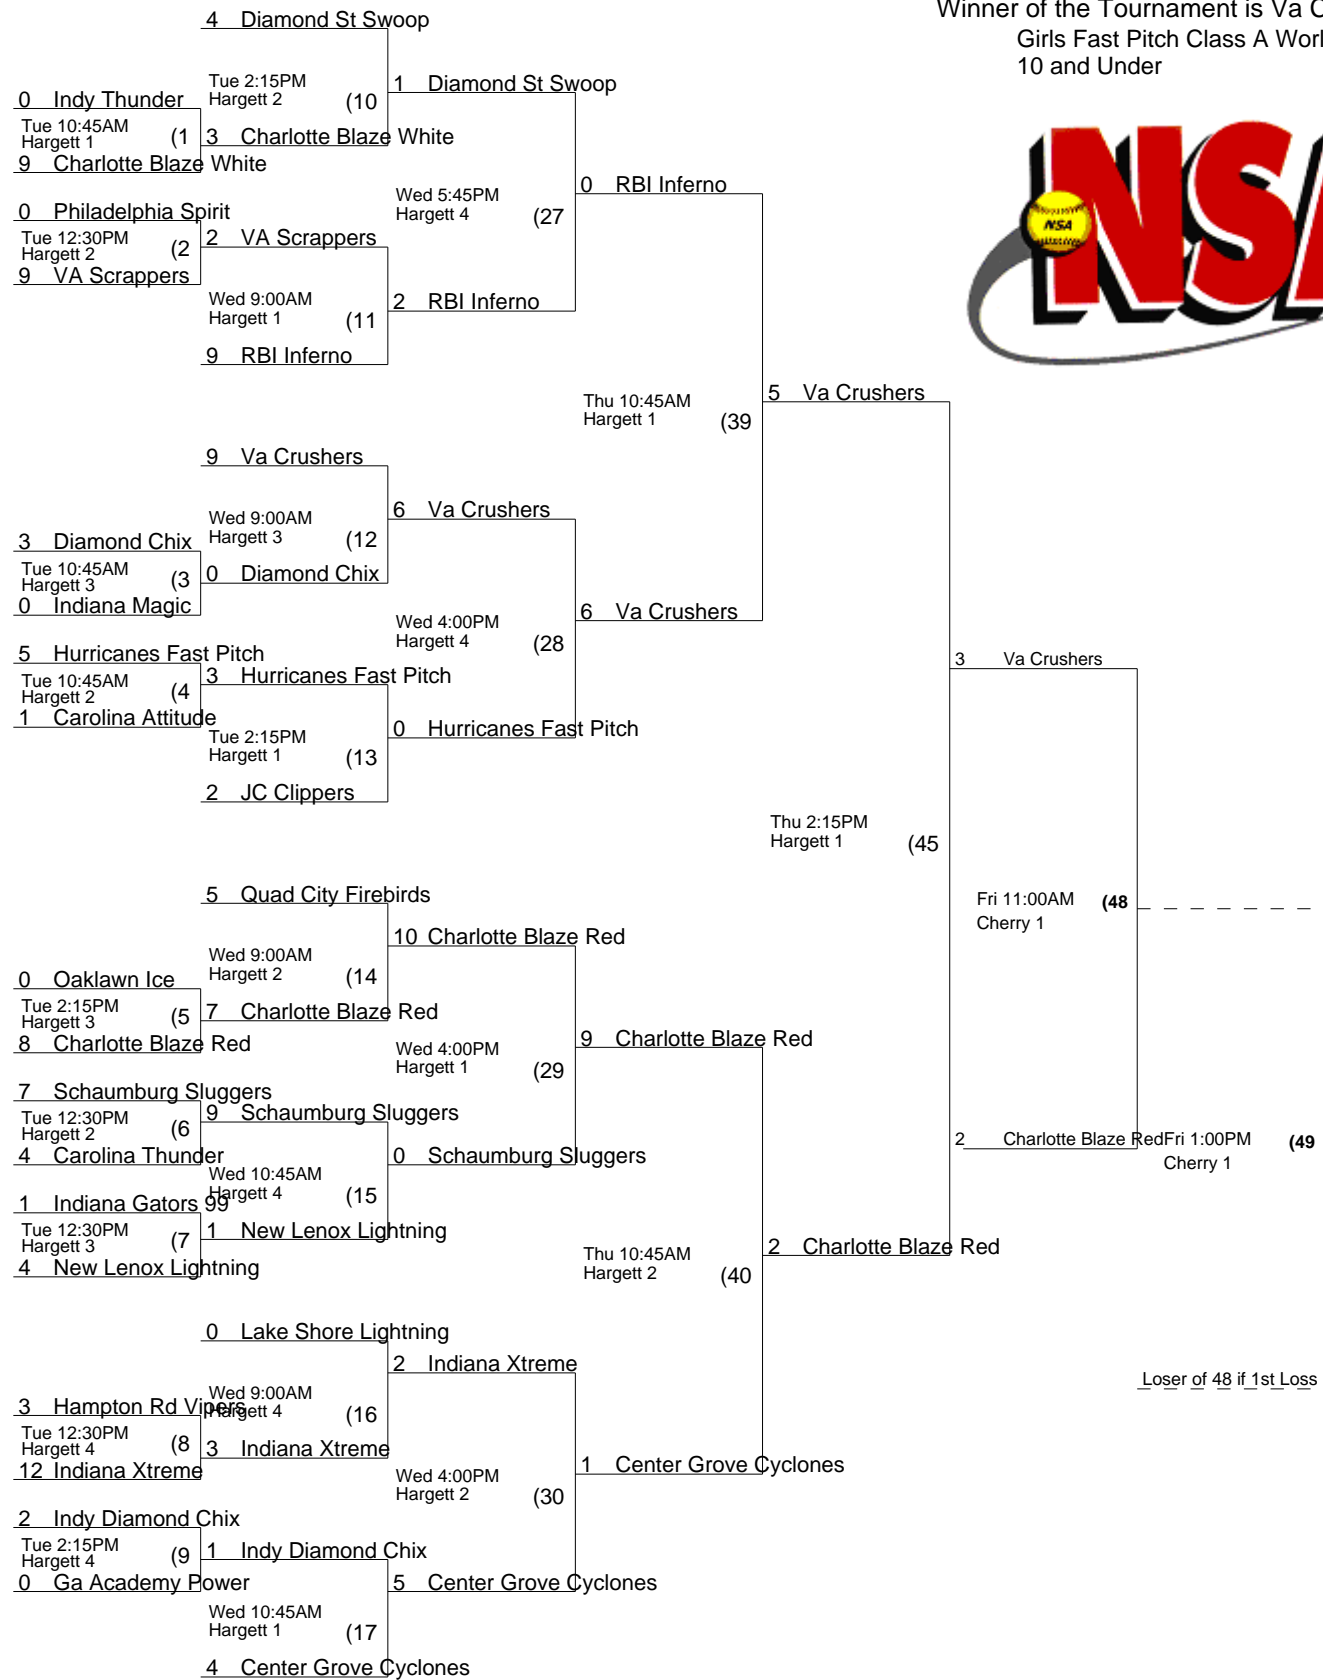 Winner of the Tournament is Va C
Girls Fast Pitch Class A Worl
10 and Under
NSA
NSA
4 Diamond St Swoop
Tue 2:15PM
Hargett 2 (10
1 Diamond St Swoop
0 Indy Thunder
Tue 10:45AM
Hargett 1 (1
3 Charlotte Blaze White
9 Charlotte Blaze White
Wed 5:45PM
Hargett 4 (27
0 RBI Inferno
0 Philadelphia Spirit
Tue 12:30PM
Hargett 2 (2
2 VA Scrappers
9 VA Scrappers
Wed 9:00AM
Hargett 1 (11
2 RBI Inferno
9 RBI Inferno
Thu 10:45AM
Hargett 1 (39
5 Va Crushers
9 Va Crushers
Wed 9:00AM
Hargett 3 (12
6 Va Crushers
3 Diamond Chix
Tue 10:45AM
Hargett 3 (3
0 Diamond Chix
0 Indiana Magic
Wed 4:00PM
Hargett 4 (28
6 Va Crushers
5 Hurricanes Fast Pitch
Tue 10:45AM
Hargett 2 (4
3 Hurricanes Fast Pitch
1 Carolina Attitude
Tue 2:15PM
Hargett 1 (13
0 Hurricanes Fast Pitch
2 JC Clippers
3 Va Crushers
Thu 2:15PM
Hargett 1 (45
Fri 11:00AM (48
Cherry 1
5 Quad City Firebirds
Wed 9:00AM
Hargett 2 (14
10 Charlotte Blaze Red
0 Oaklawn Ice
Tue 2:15PM
Hargett 3 (5
7 Charlotte Blaze Red
8 Charlotte Blaze Red
Wed 4:00PM
Hargett 1 (29
9 Charlotte Blaze Red
7 Schaumburg Sluggers
Tue 12:30PM
Hargett 2 (6
9 Schaumburg Sluggers
4 Carolina Thunder
Wed 10:45AM
Hargett 4 (15
0 Schaumburg Sluggers
1 Indiana Gators 99
Tue 12:30PM
Hargett 3 (7
1 New Lenox Lightning
4 New Lenox Lightning
2 Charlotte Blaze Red
Fri 1:00PM (49
Cherry 1
Thu 10:45AM
Hargett 2 (40
2 Charlotte Blaze Red
0 Lake Shore Lightning
Wed 9:00AM
Hargett 4 (16
2 Indiana Xtreme
3 Hampton Rd Vipers
Tue 12:30PM
Hargett 4 (8
3 Indiana Xtreme
12 Indiana Xtreme
Wed 4:00PM
Hargett 2 (30
1 Center Grove Cyclones
2 Indy Diamond Chix
Tue 2:15PM
Hargett 4 (9
1 Indy Diamond Chix
0 Ga Academy Power
Wed 10:45AM
Hargett 1 (17
5 Center Grove Cyclones
4 Center Grove Cyclones
Loser of 48 if 1st Loss